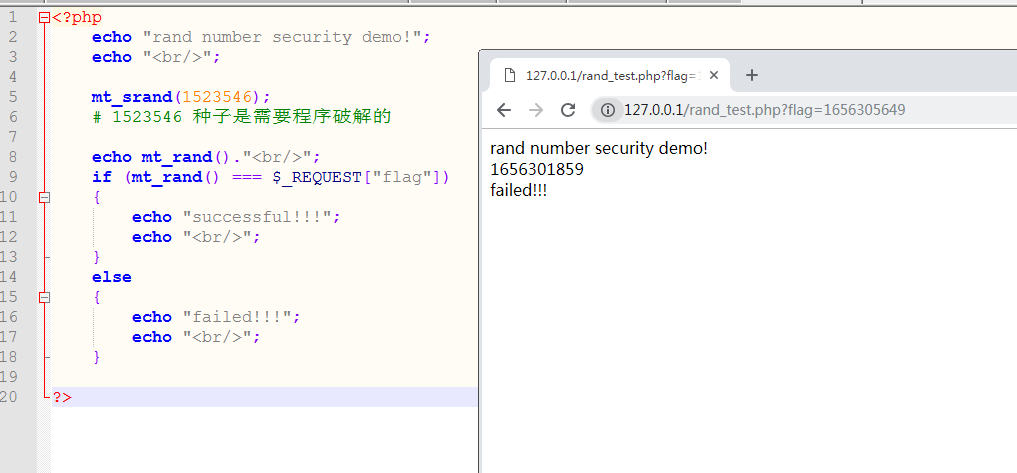 1 <?php
2 echo "rand number security demo!";
3 echo "<br/>";
4
5 mt_srand(1523546);
6 # 1523546 种子是需要程序破解的
7
8 echo mt_rand()."<br/>";
9 if (mt_rand() === $_REQUEST["flag"])
10 {
11 echo "successful!!!";
12 echo "<br/>";
13 }
14 else
15 {
16 echo "failed!!!";
17 echo "<br/>";
18 }
19
20 ?>
127.0.0.1/rand_test.php?flag=
127.0.0.1/rand_test.php?flag=1656305649
rand number security demo!
1656301859
failed!!!